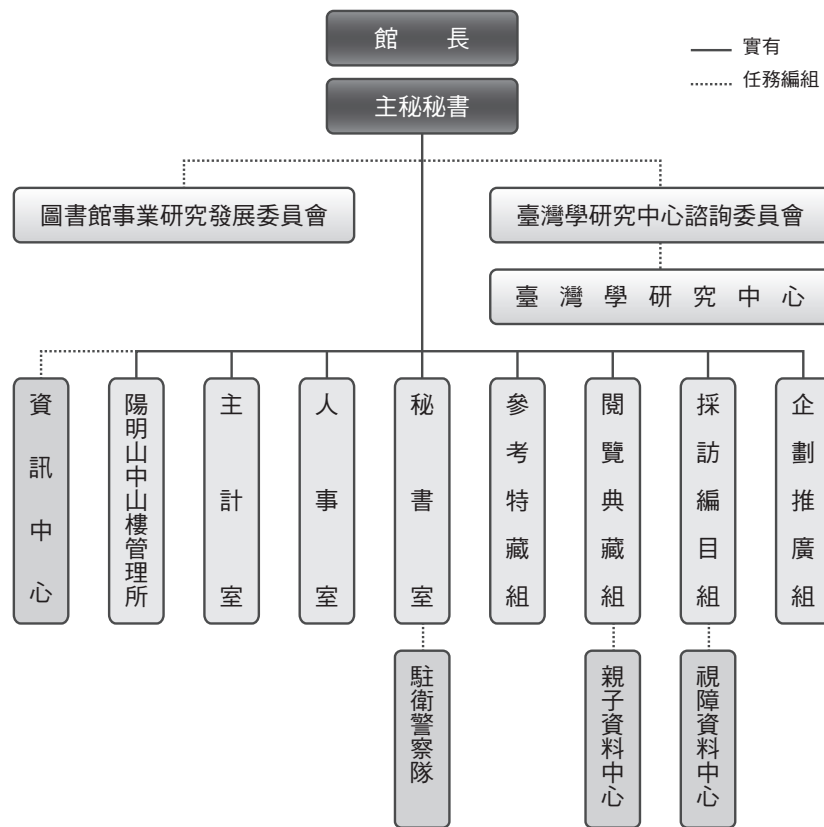 館 長
實有
任務編組
主秘秘書
圖書館事業研究發展委員會
臺灣學研究中心諮詢委員會
臺灣學研究中心
資訊中心
陽明山中山樓管理所
主計室
人事室
秘書室
參考特藏組
閱覽典藏組
採訪編目組
企劃推廣組
駐衛警察隊
親子資料中心
視障資料中心